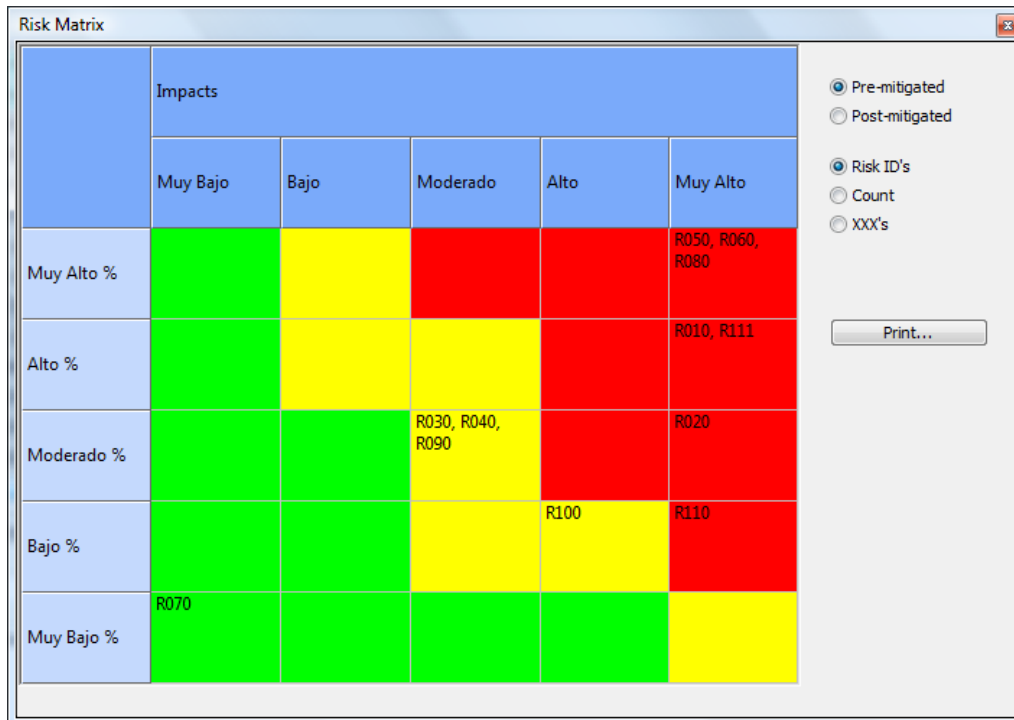 Risk Matrix
Impacts
Muy Bajo
Bajo
Moderado
Alto
Muy Alto
Muy Alto %
R050, R060,
R080
Alto %
R010, R111
Moderado %
R030, R040,
R090
R020
Bajo %
R100
R110
Muy Bajo %
R070
Pre-mitigated
Post-mitigated
Risk ID's
Count
XXX's
Print...